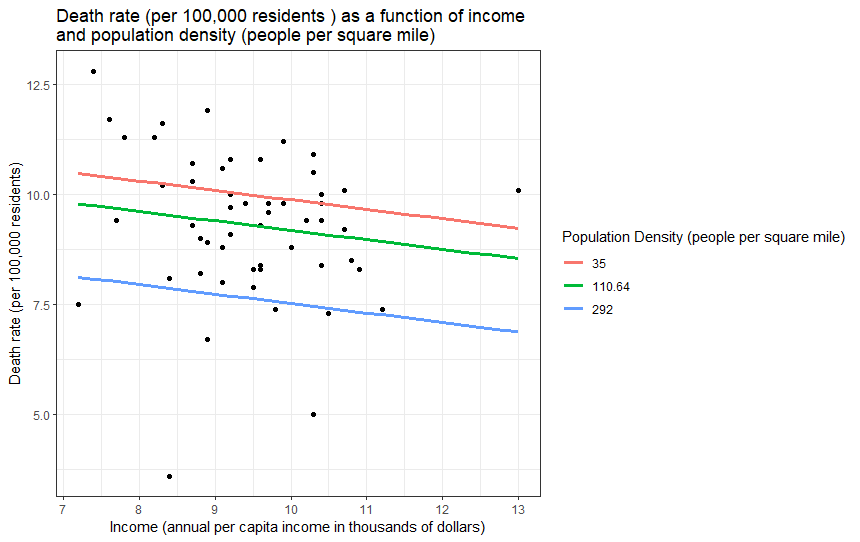 Death rate (per 100,000 residents ) as a function of income
and population density (people per square mile)
12.5
10.0
7.5
5.0
Death rate (per 100,000 residents)
7 8 9 10 11 12 13
Income (annual per capita income in thousands of dollars)
Population Density (people per square mile)
35
110.64
292